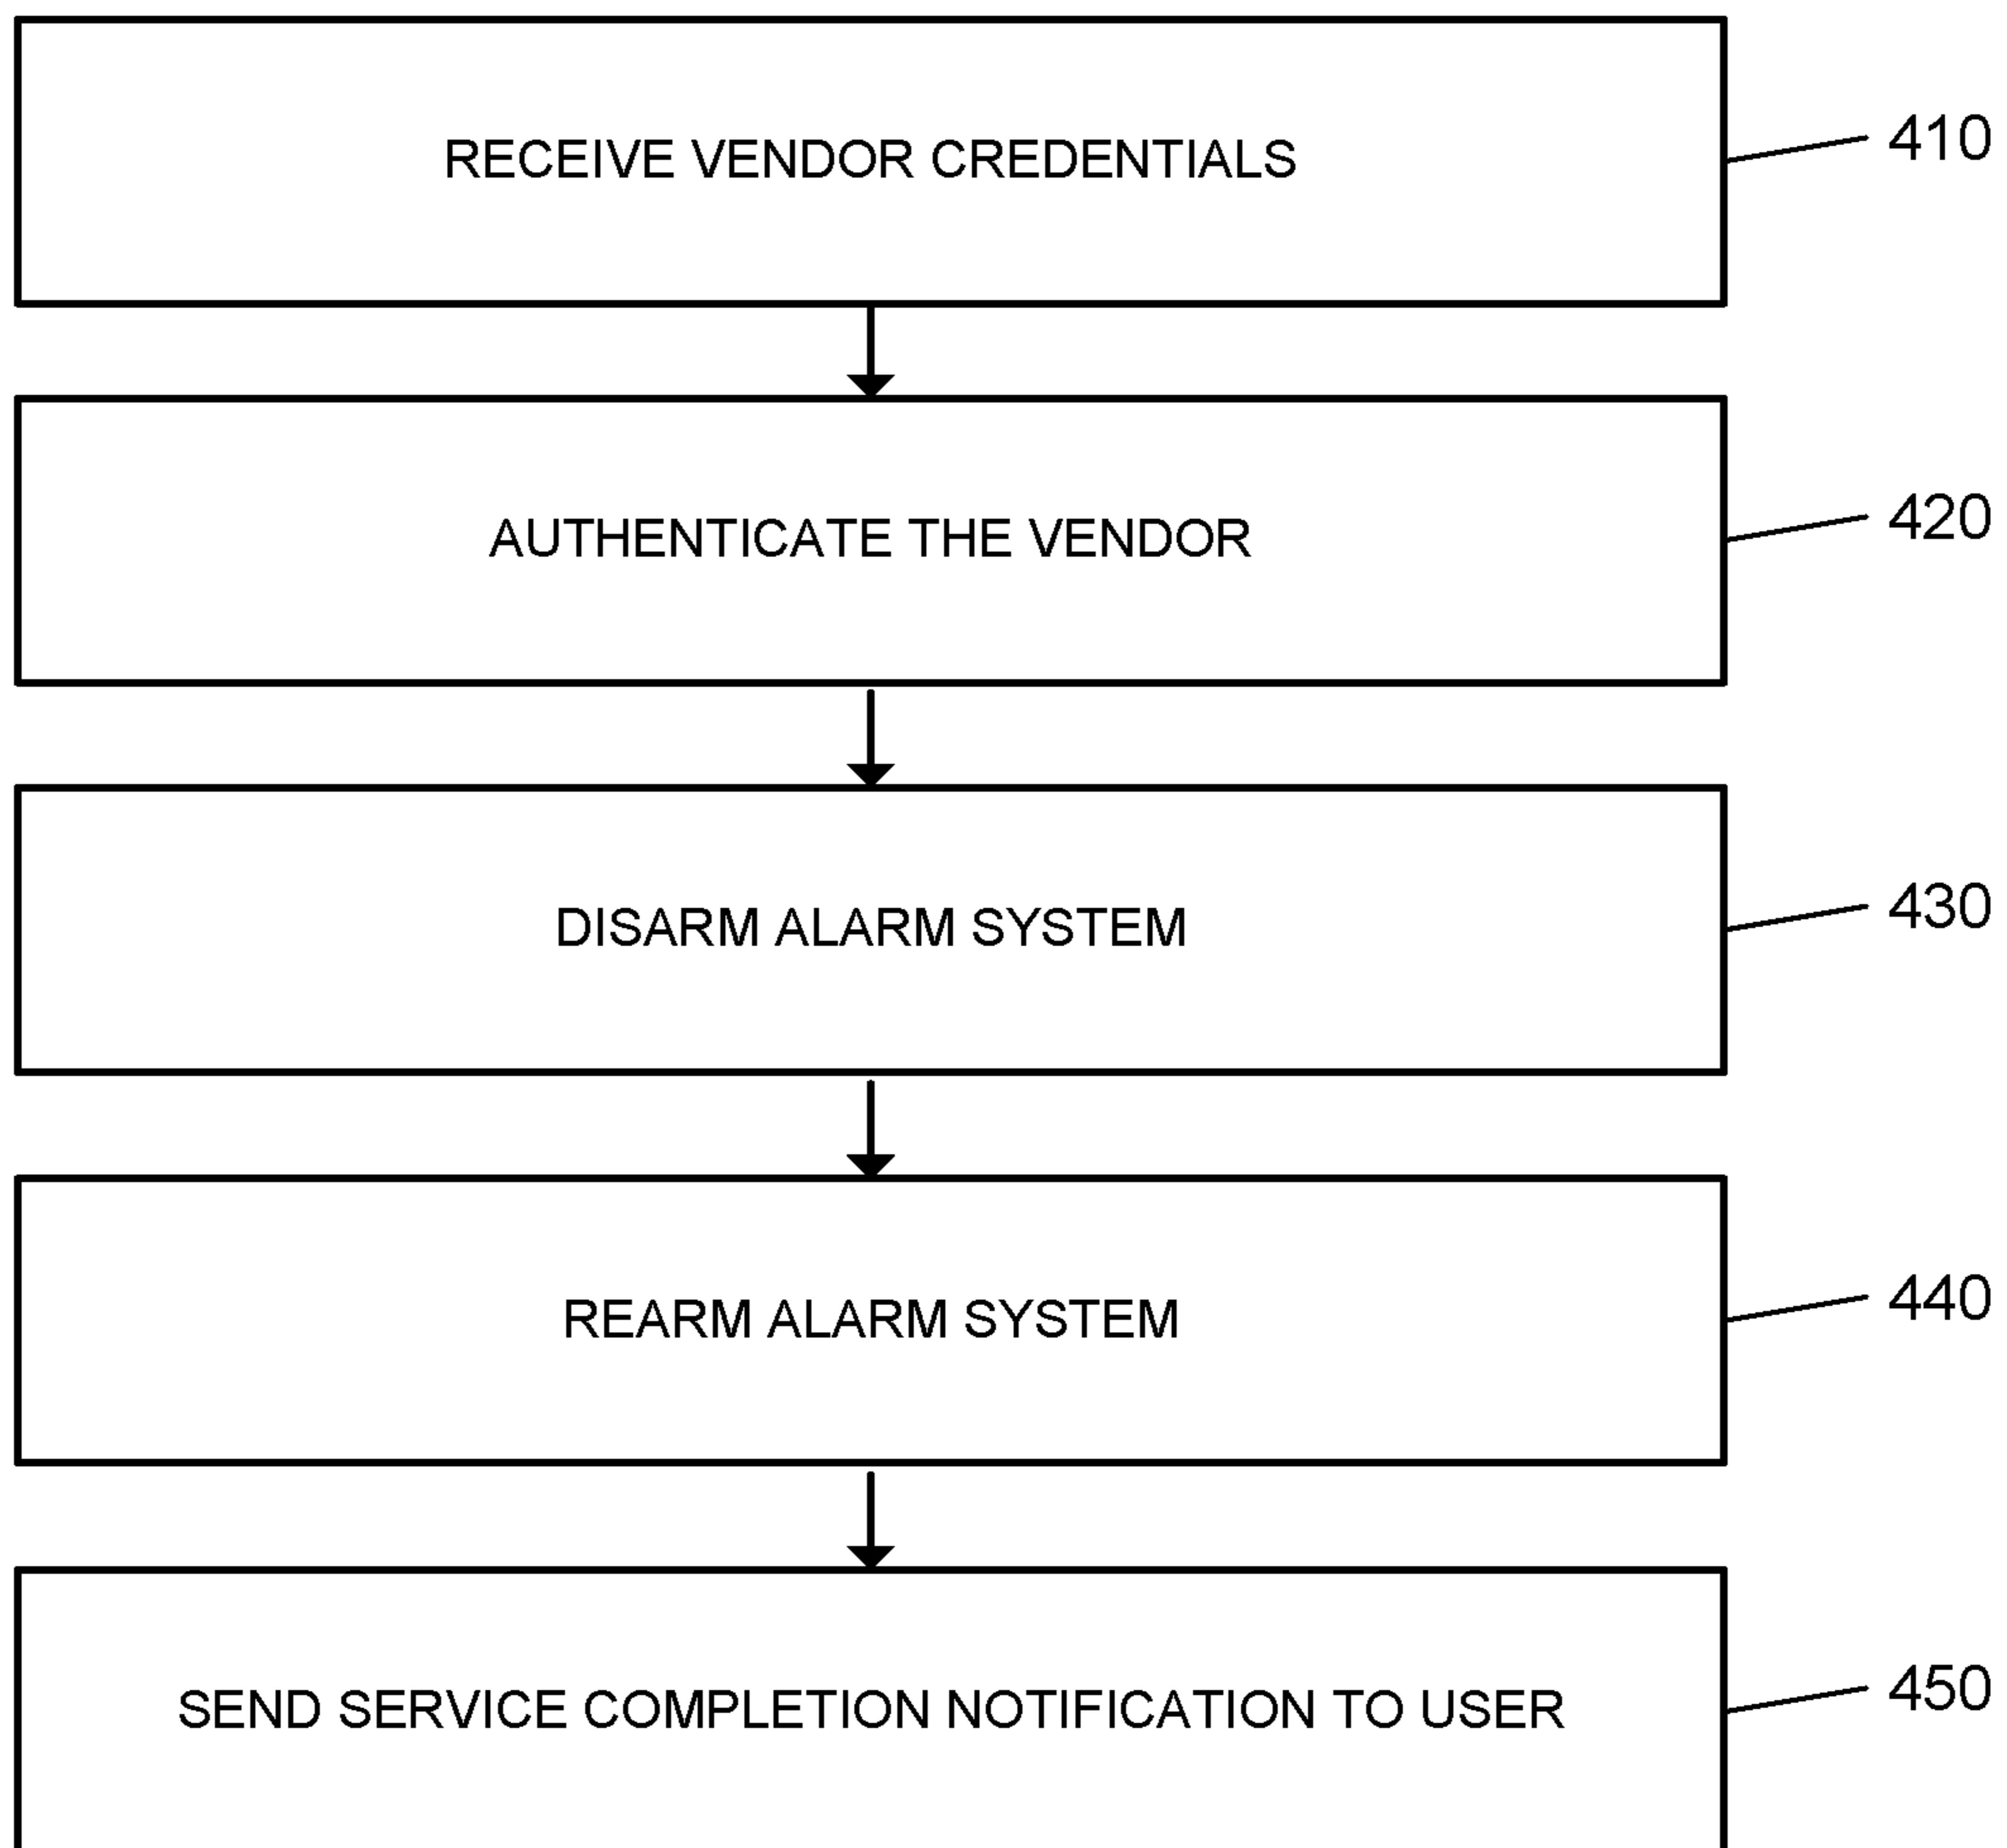 RECEIVE VENDOR CREDENTIALS
410
AUTHENTICATE THE VENDOR
420
DISARM ALARM SYSTEM
430
REARM ALARM SYSTEM
440
SEND SERVICE COMPLETION NOTIFICATION TO USER
450